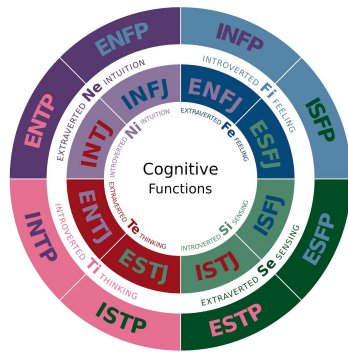 ENFP
INFP
ENTP
EXTRAVERTED Ne INTUITION
INTROVERTED Fi FEELING
ISFP
INFJ
ENFJ
INTJ
INTROVERTED Ni INTUITION
EXTRAVERTED Fe FEELING
ESFJ
Cognitive
Functions
ENTJ
EXTRAVERTED Te THINKING
INTROVERTED Si SENSING
ISFJ
ESTJ
ISTJ
INTP
INTROVERTED Ti THINKING
EXTRAVERTED Se SENSING
ESFP
ISTP
ESTP